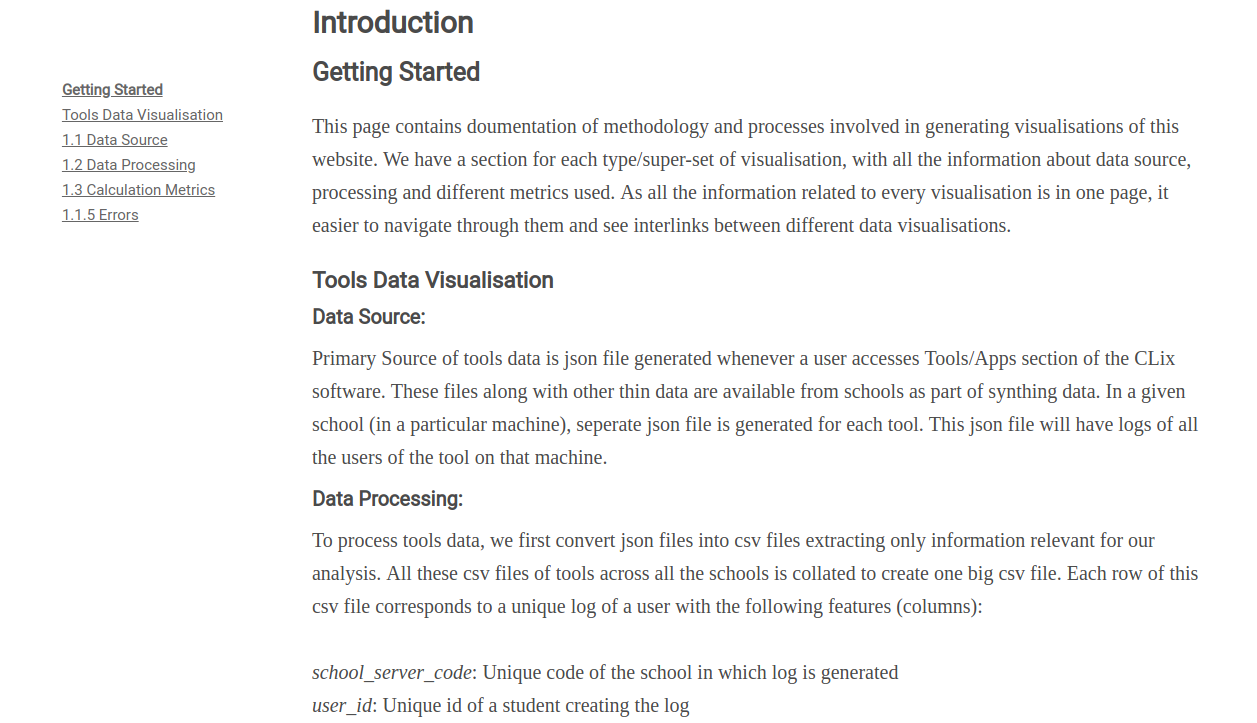 Getting Started
Tools Data Visualisation
1.1 Data Source
1.2 Data Processing
1.3 Calculation Metrics
1.1.5 Errors
Introduction
Getting Started
This page contains doumentation of methodology and processes involved in generating visualisations of this
website. We have a section for each type/super-set of visualisation, with all the information about data source,
processing and different metrics used. As all the information related to every visualisation is in one page, it
easier to navigate through them and see interlinks between different data visualisations.
Tools Data Visualisation
Data Source:
Primary Source of tools data is json file generated whenever a user accesses Tools/Apps section of the CLix
software. These files along with other thin data are available from schools as part of synthing data. In a given
school (in a particular machine), seperate json file is generated for each tool. This json file will have logs of all
the users of the tool on that machine.
Data Processing:
To process tools data, we first convert json files into csv files extracting only information relevant for our
analysis. All these csv files of tools across all the schools is collated to create one big csv file. Each row of this
csv file corresponds to a unique log of a user with the following features (columns):
school_server_code: Unique code of the school in which log is generated
user_id: Unique id of a student creating the log